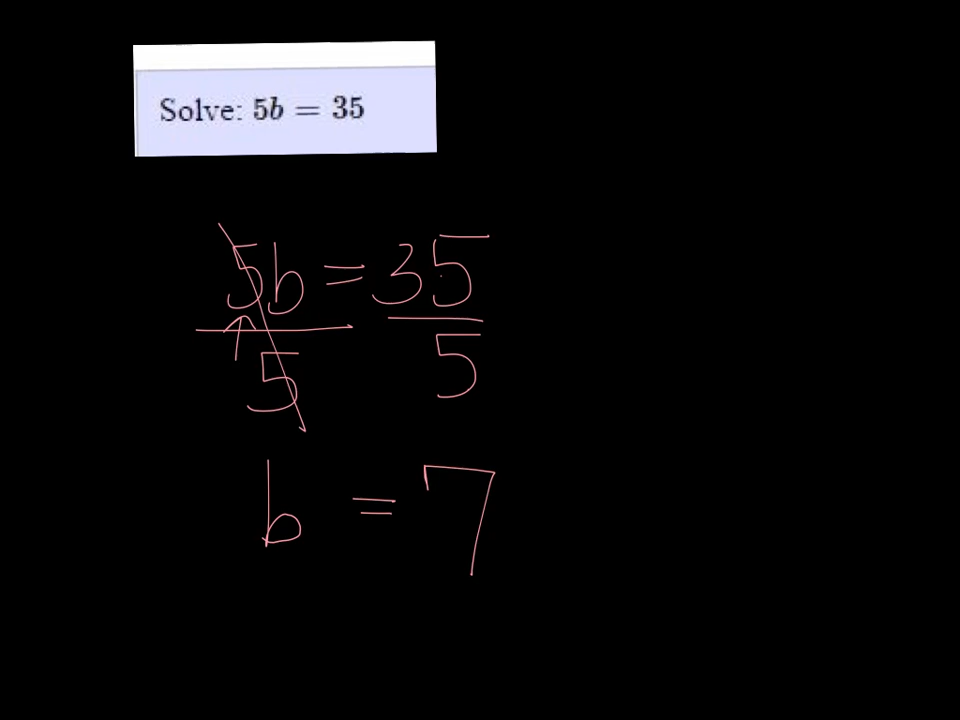 Solve: 5b = 35
5b = 35
5 5
b = 7